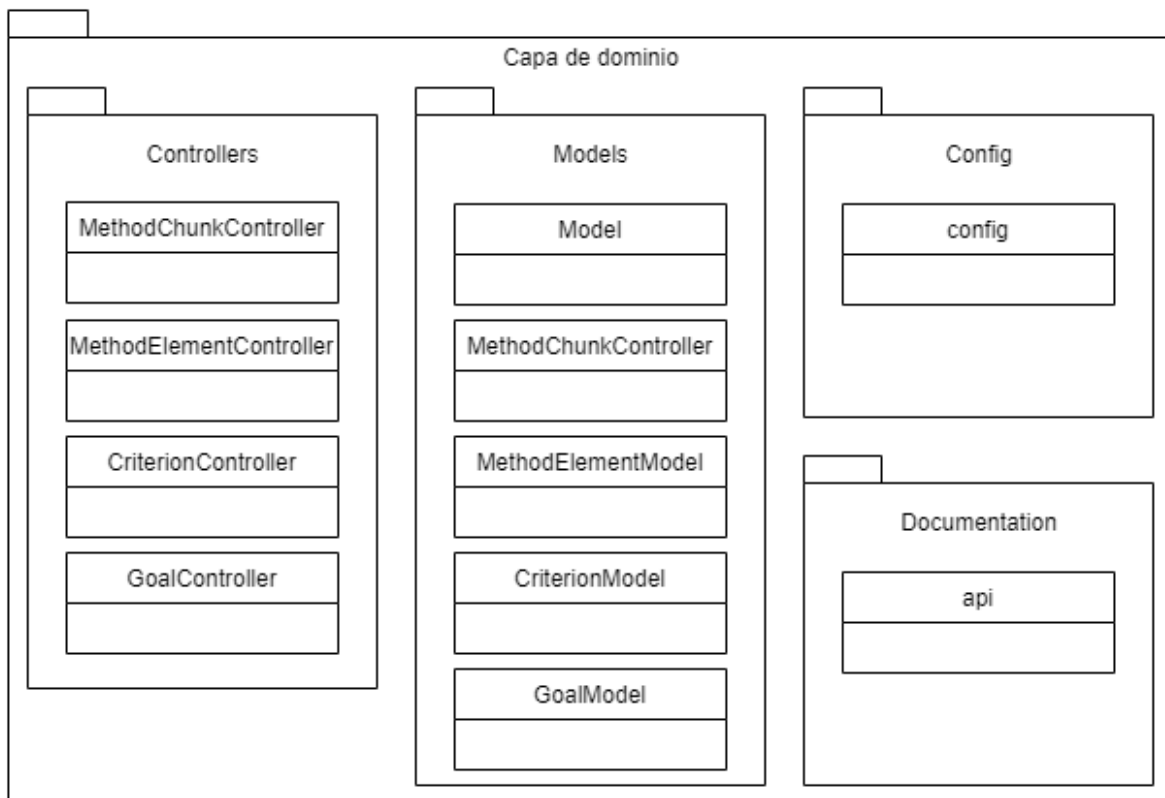 Capa de dominio
Controllers
MethodChunkController
MethodElementController
CriterionController
GoalController
Models
Model
MethodChunkController
MethodElementModel
CriterionModel
GoalModel
Config
config
Documentation
api